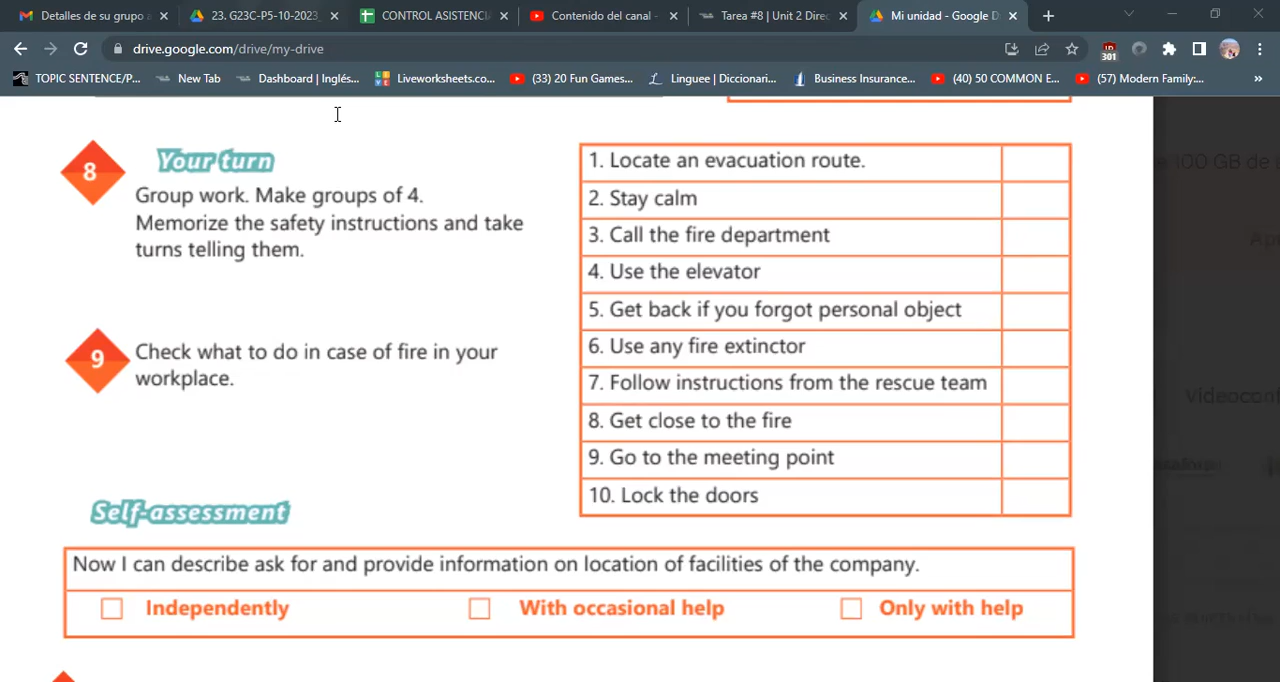 Detalles de su grupo a
23. G23C-P5-10-2023_
CONTROL ASISTENCIA
Contenido del canal -
Tarea #8 | Unit 2 Direc
Mi unidad - Google D
drive.google.com/drive/my-drive
301
TOPIC SENTENCE/P...
New Tab
Dashboard | Inglés...
Liveworksheets.co...
(33) 20 Fun Games...
Linguee | Diccionari...
Business Insurance...
(40) 50 COMMON E...
(57) Modern Family:...
»
8
Your turn
Group work. Make groups of 4.
Memorize the safety instructions and take
turns telling them.
9
Check what to do in case of fire in your
workplace.
1. Locate an evacuation route.
2. Stay calm
3. Call the fire department
4. Use the elevator
5. Get back if you forgot personal object
6. Use any fire extinctor
7. Follow instructions from the rescue team
8. Get close to the fire
9. Go to the meeting point
10. Lock the doors
Self-assessment
Now I can describe ask for and provide information on location of facilities of the company.
Independently
With occasional help
Only with help
100 GB de